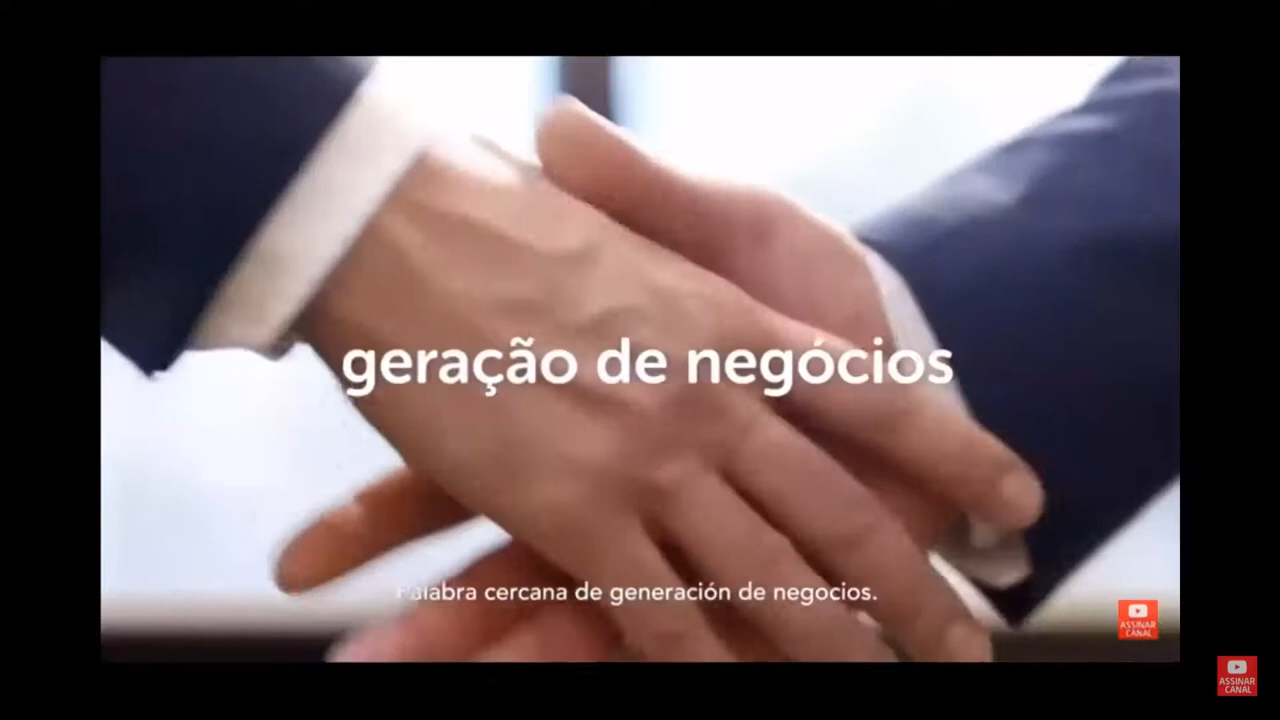 geração de negócios
Palabra cercana de generación de negocios.
ASSINAR
CANAL
ASSINAR
CANAL